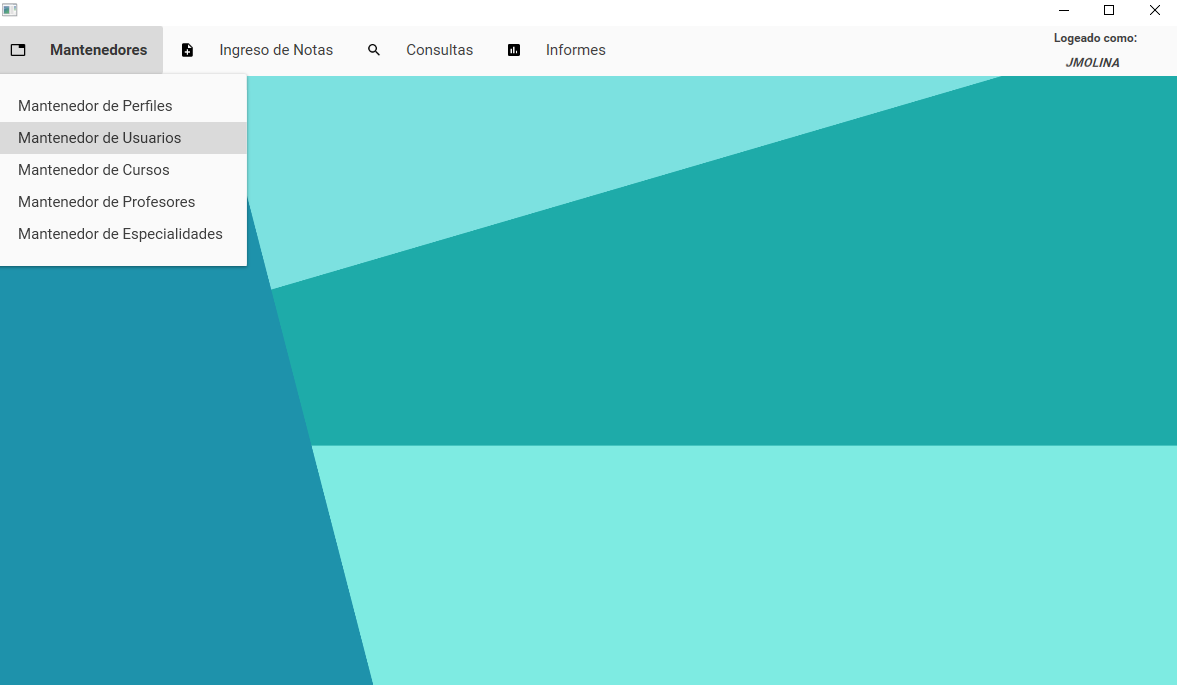 Mantenedores
Ingreso de Notas
Consultas
Informes
Logeado como:
JMOLINA
Mantenedor de Perfiles
Mantenedor de Usuarios
Mantenedor de Cursos
Mantenedor de Profesores
Mantenedor de Especialidades